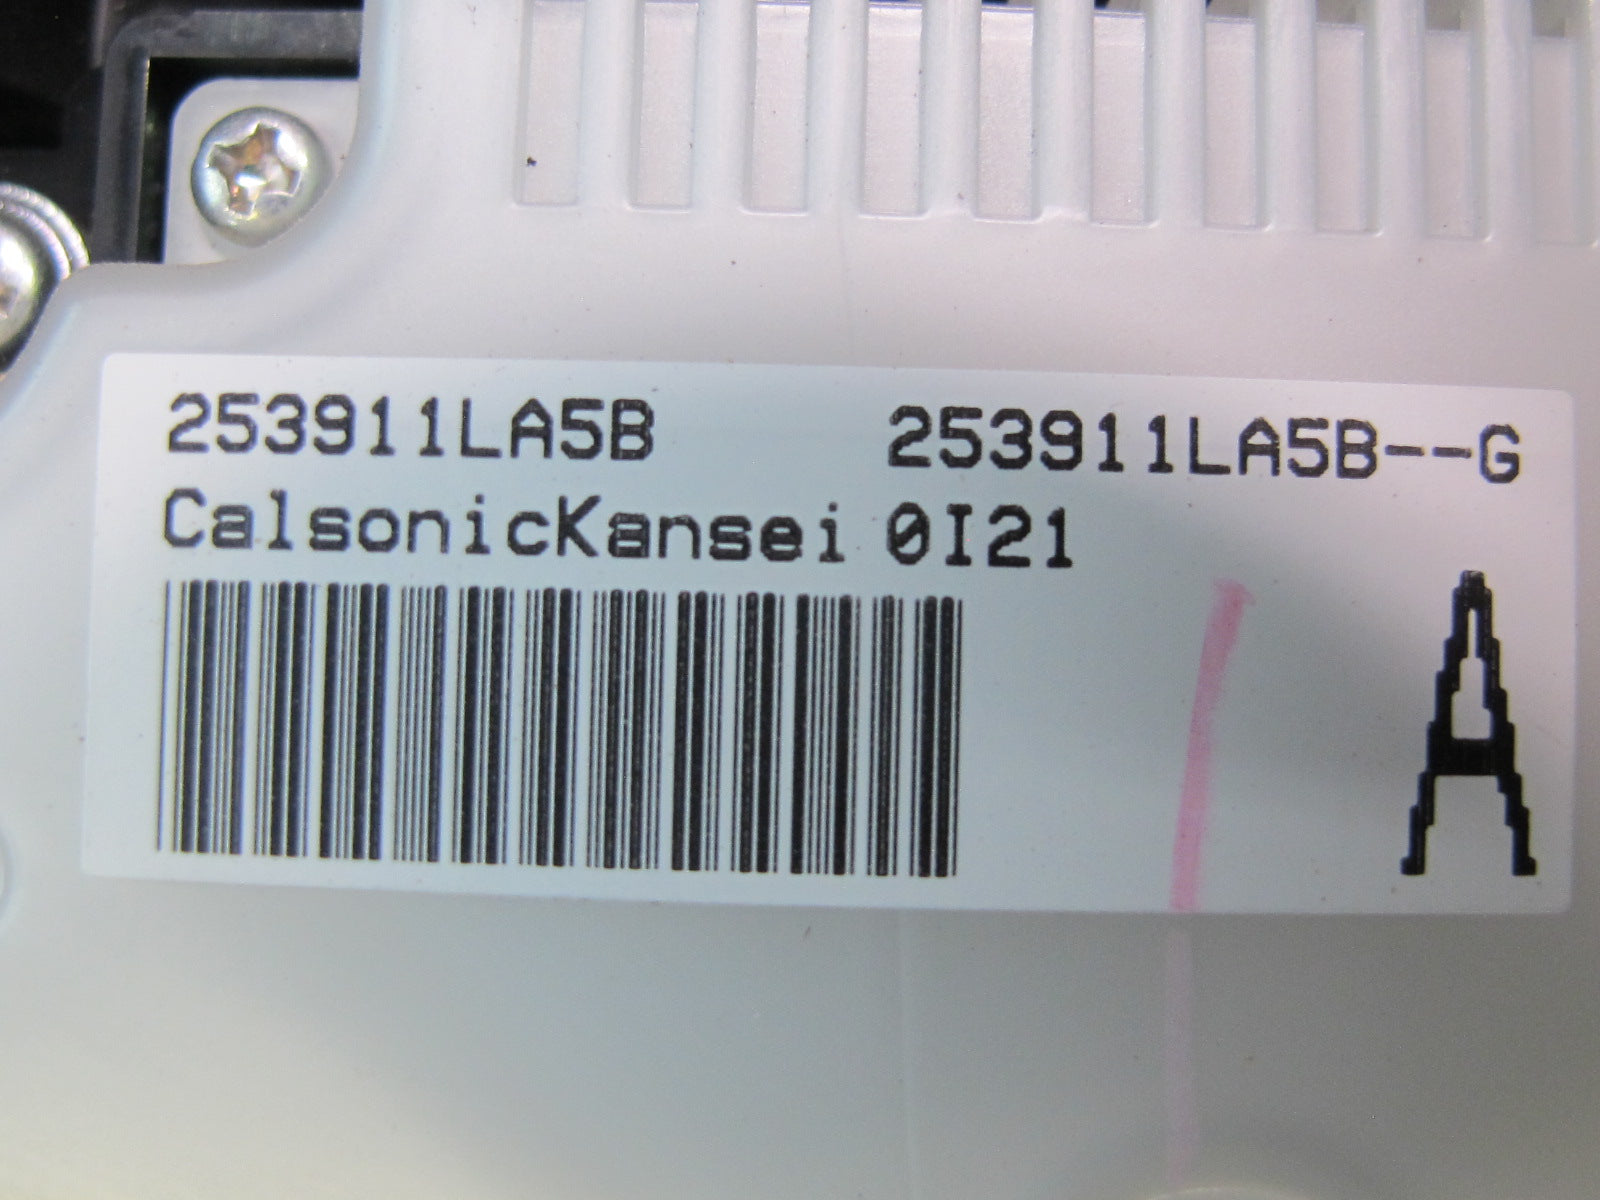 253911LA5B 253911LA5B--G
CalsonicKansei 0I21
A